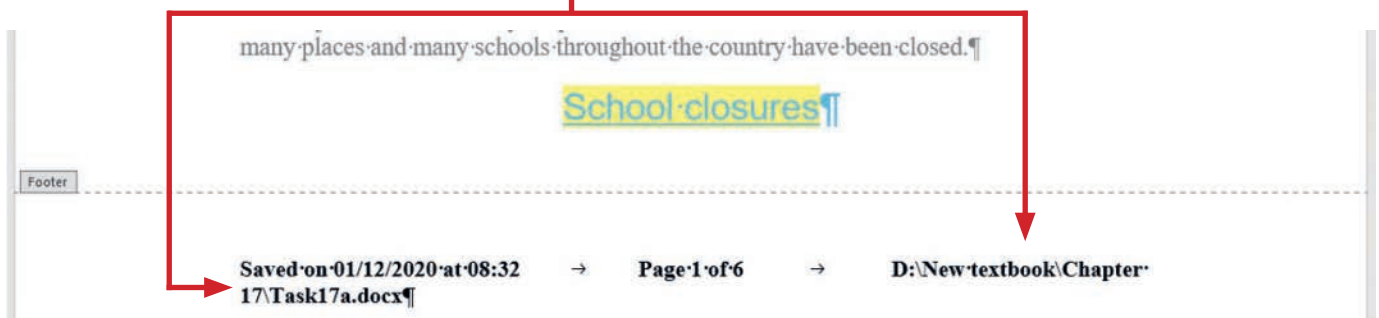 many·places·and·many·schools·throughout·the·country·have·been·closed.¶
School·closures¶
Footer
Saved·on·01/12/2020·at·08:32 → Page·1·of·6 → D:\New·textbook\Chapter·
17\Task17a.docx¶